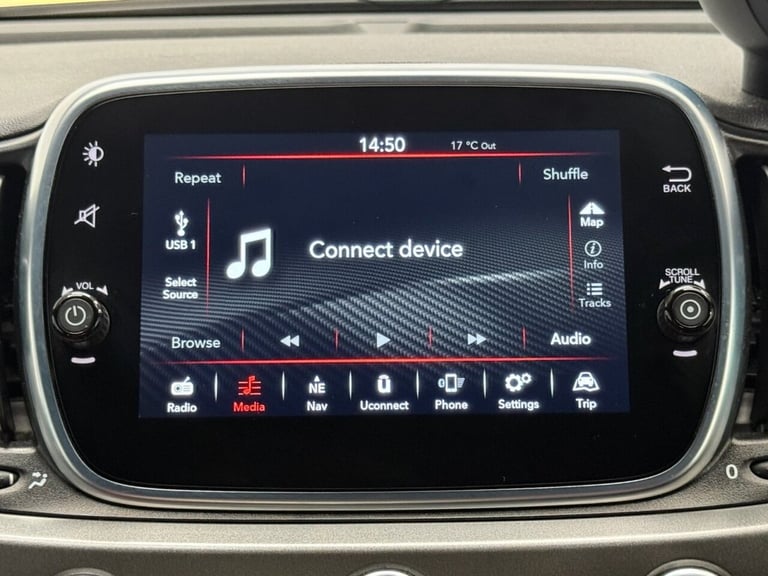 14:50
17 °C Out
Repeat
Shuffle
BACK
USB 1
Map
Connect device
Info
Select
Source
Tracks
VOL
SCROLL
TUNE
Browse
Audio
NE
Radio
Media
Nav
Uconnect
Phone
Settings
Trip
0